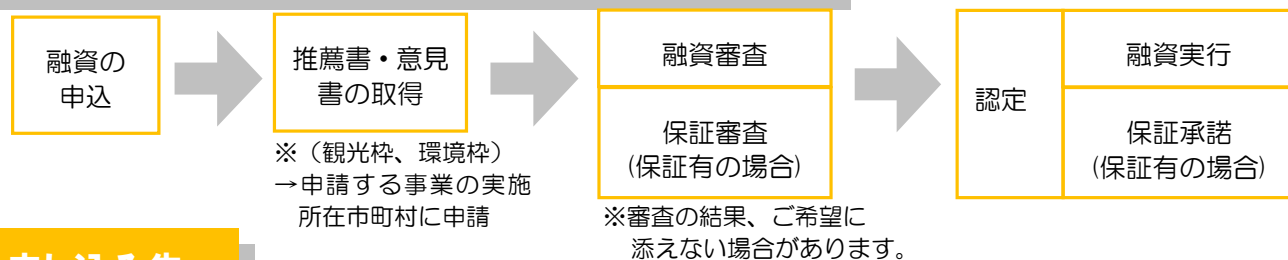 融資の
申込
推薦書・意見
書の取得
※（観光枠、環境枠）
→申請する事業の実施
所在市町村に申請
融資審査
保証審査
(保証有の場合)
※審査の結果、ご希望に
添えない場合があります。
認定
融資実行
保証承諾
(保証有の場合)